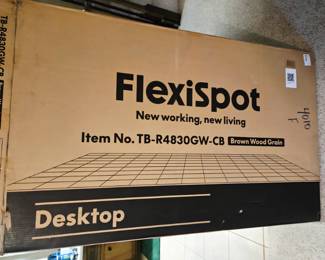 TB-R4830GW-CB
FlexiSpot
New working, new living
Item No. TB-R4830GW-CB Brown Wood Grain
Desktop